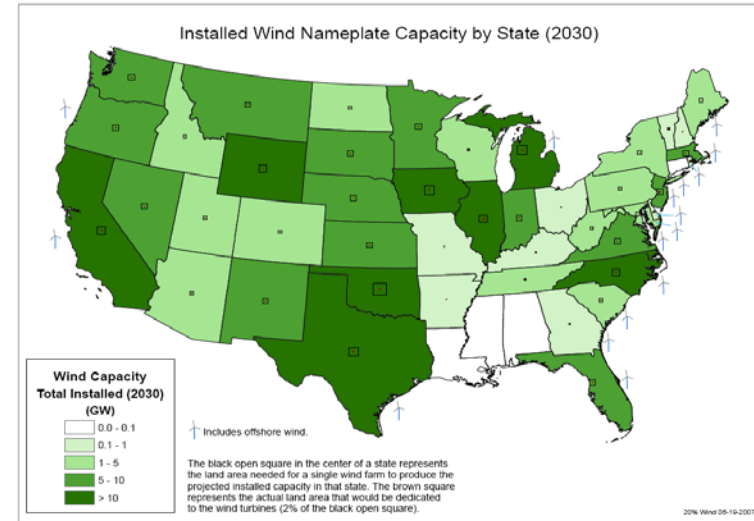 Installed Wind Nameplate Capacity by State (2030)
Wind Capacity
Total Installed (2030)
(GW)
0.0 - 0.1
0.1 - 1
1 - 5
5 - 10
> 10
Includes offshore wind.
The black open square in the center of a state represents
the land area needed for a single wind farm to produce the
projected installed capacity in that state. The brown square
represents the actual land area that would be dedicated
to the wind turbines (2% of the black open square).
20% Wind 06-19-2007